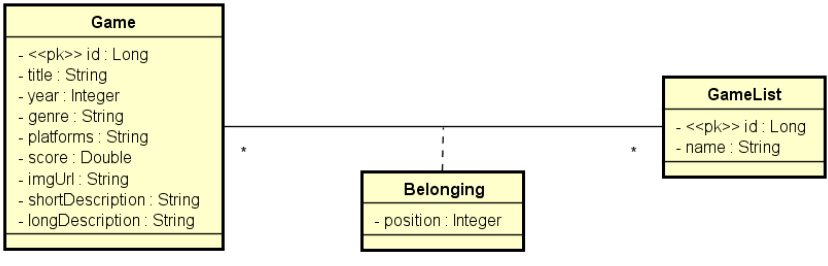 Game
- <<pk>> id : Long
- title : String
- year : Integer
- genre : String
- platforms : String
- score : Double
- imgUrl : String
- shortDescription : String
- longDescription : String
*
*
GameList
- <<pk>> id : Long
- name : String
Belonging
- position : Integer